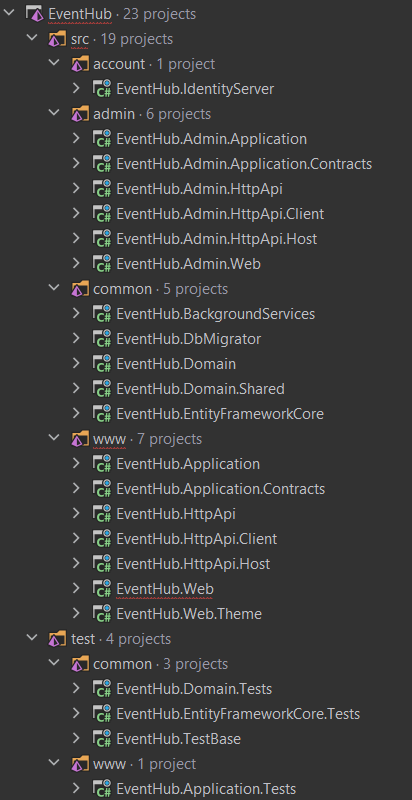 EventHub · 23 projects
src · 19 projects
account · 1 project
C# EventHub.IdentityServer
admin · 6 projects
C# EventHub.Admin.Application
C# EventHub.Admin.Application.Contracts
C# EventHub.Admin.HttpApi
C# EventHub.Admin.HttpApi.Client
C# EventHub.Admin.HttpApi.Host
C# EventHub.Admin.Web
common · 5 projects
C# EventHub.BackgroundServices
C# EventHub.DbMigrator
C# EventHub.Domain
C# EventHub.Domain.Shared
C# EventHub.EntityFrameworkCore
www · 7 projects
C# EventHub.Application
C# EventHub.Application.Contracts
C# EventHub.HttpApi
C# EventHub.HttpApi.Client
C# EventHub.HttpApi.Host
C# EventHub.Web
C# EventHub.Web.Theme
test · 4 projects
common · 3 projects
C# EventHub.Domain.Tests
C# EventHub.EntityFrameworkCore.Tests
C# EventHub.TestBase
www · 1 project
C# EventHub.Application.Tests